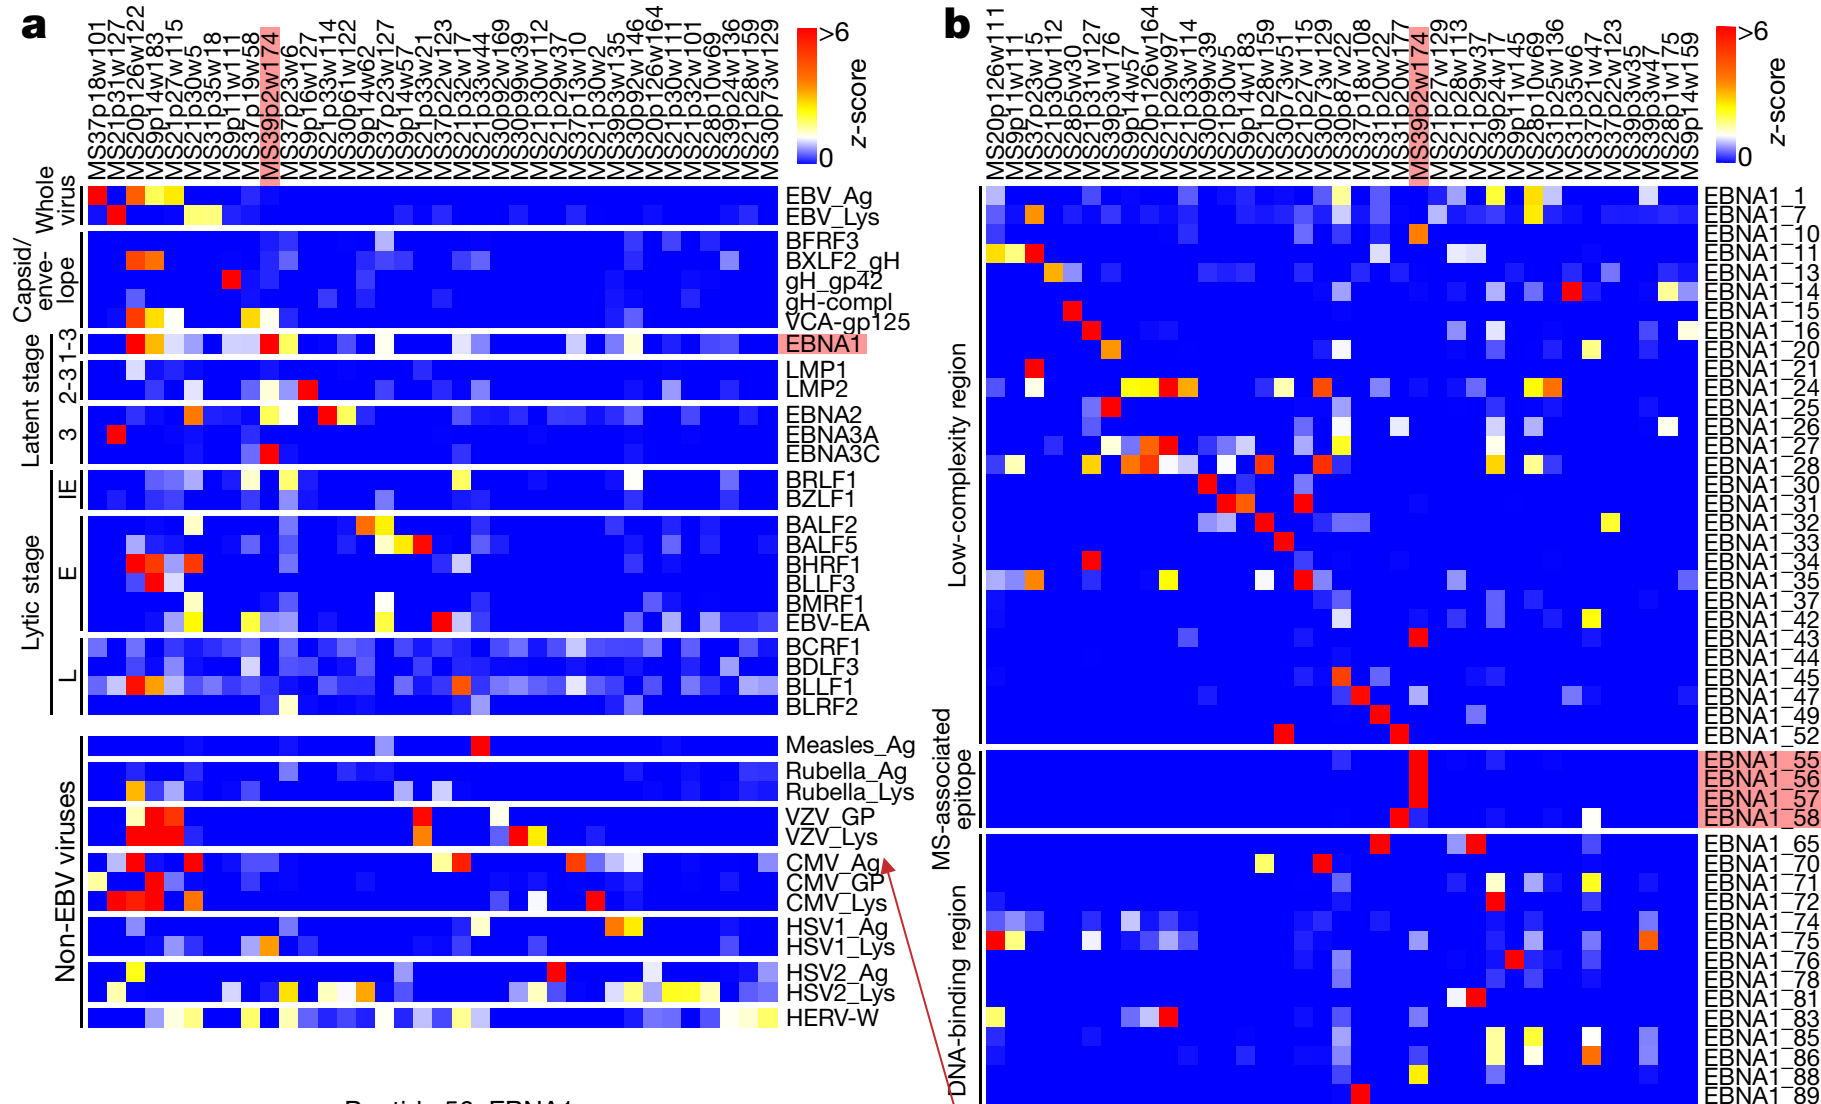 a
MS37p18w101
MS21p31w127
MS20p126w122
MS9p14w183
MS21p27w115
MS21p30w5
MS31p35w18
MS9p11w111
MS37p19w58
MS39p2w174
MS37p23w6
MS9p16w127
MS21p33w114
MS30p61w122
MS9p14w62
MS37p23w127
MS9p14w57
MS21p33w21
MS37p22w123
MS21p32w17
MS21p33w44
MS30p92w169
MS30p99w39
MS21p30w112
MS21p29w37
MS37p13w10
MS21p30w2
MS39p3w135
MS30p92w146
MS20p126w164
MS21p30w111
MS21p32w101
MS28p10w69
MS39p24w136
MS21p28w159
MS30p73w129
>6
0
z-score
Whole virus
EBV_Ag
EBV_Lys
Capsid/ enve- lope
BFRF3
BXLF2_gH
gH_gp42
gH-compl
VCA-gp125
Latent stage
1-3
EBNA1
2-3
LMP1
LMP2
3
EBNA2
EBNA3A
EBNA3C
Lytic stage
IE
BRLF1
BZLF1
E
BALF2
BALF5
BHRF1
BLLF3
BMRF1
EBV-EA
L
BCRF1
BDLF3
BLLF1
BLRF2
Non-EBV viruses
Measles_Ag
Rubella_Ag
Rubella_Lys
VZV_GP
VZV_Lys
CMV_Ag
CMV_GP
CMV_Lys
HSV1_Ag
HSV1_Lys
HSV2_Ag
HSV2_Lys
HERV-W
b
MS20p126w111
MS9p11w111
MS37p23w15
MS21p30w112
MS28p5w30
MS21p31w127
MS39p3w176
MS9p14w57
MS20p126w164
MS21p29w97
MS21p33w114
MS30p99w39
MS21p30w5
MS9p14w183
MS21p28w159
MS30p73w51
MS21p27w115
MS30p73w129
MS30p87w22
MS37p18w108
MS31p20w22
MS31p20w177
MS39p2w174
MS21p27w129
MS21p28w113
MS21p29w37
MS39p24w17
MS9p11w145
MS28p10w69
MS31p25w136
MS31p35w6
MS37p21w47
MS37p22w123
MS39p3w35
MS39p3w47
MS28p1w175
MS9p14w159
>6
0
z-score
Low-complexity region
EBNA1_1
EBNA1_7
EBNA1_10
EBNA1_11
EBNA1_13
EBNA1_14
EBNA1_15
EBNA1_16
EBNA1_20
EBNA1_21
EBNA1_24
EBNA1_25
EBNA1_26
EBNA1_27
EBNA1_28
EBNA1_30
EBNA1_31
EBNA1_32
EBNA1_33
EBNA1_34
EBNA1_35
EBNA1_37
EBNA1_42
EBNA1_43
EBNA1_44
EBNA1_45
EBNA1_47
EBNA1_49
EBNA1_52
MS-associated epitope
EBNA1_55
EBNA1_56
EBNA1_57
EBNA1_58
DNA-binding region
EBNA1_65
EBNA1_70
EBNA1_71
EBNA1_72
EBNA1_74
EBNA1_75
EBNA1_76
EBNA1_78
EBNA1_81
EBNA1_83
EBNA1_85
EBNA1_86
EBNA1_88
EBNA1_89